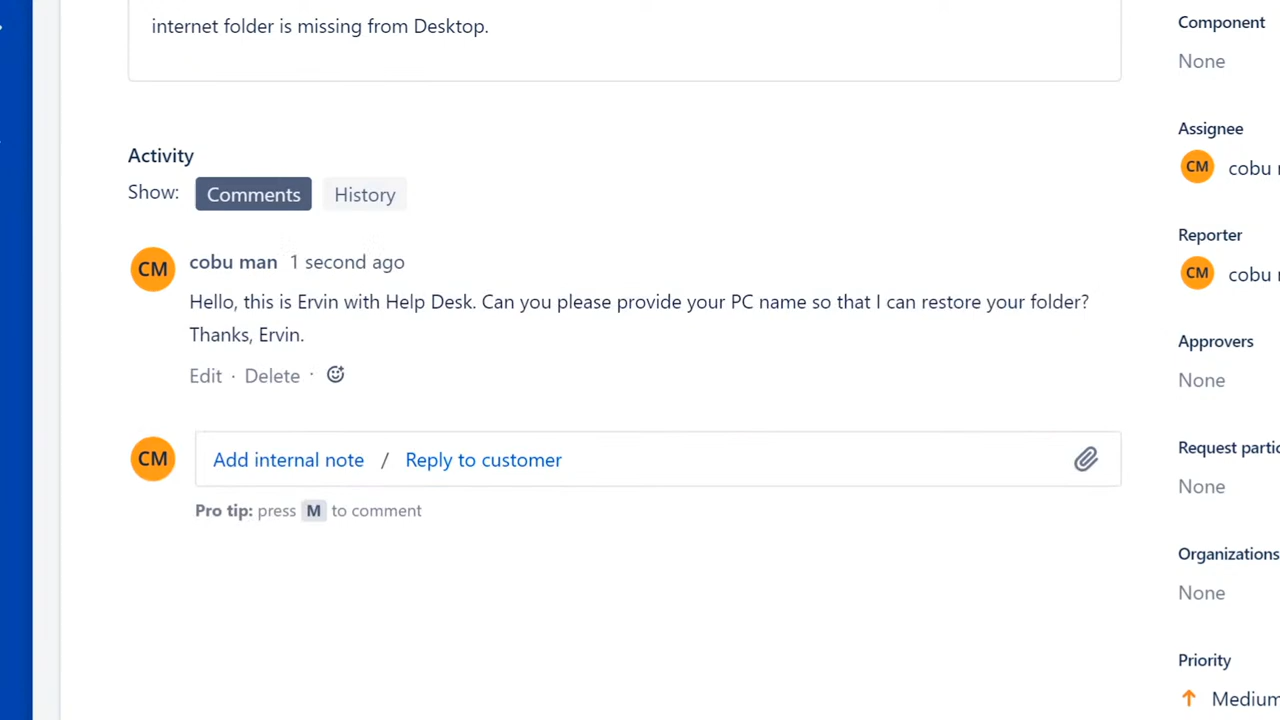 internet folder is missing from Desktop.
Activity
Show: Comments History
CM cobu man 1 second ago
Hello, this is Ervin with Help Desk. Can you please provide your PC name so that I can restore your folder?
Thanks, Ervin.
Edit · Delete ·
CM Add internal note / Reply to customer
Pro tip: press M to comment
Component
None
Assignee
CM cobu
Reporter
CM cobu
Approvers
None
Request
None
Organizations
None
Priority
Medium